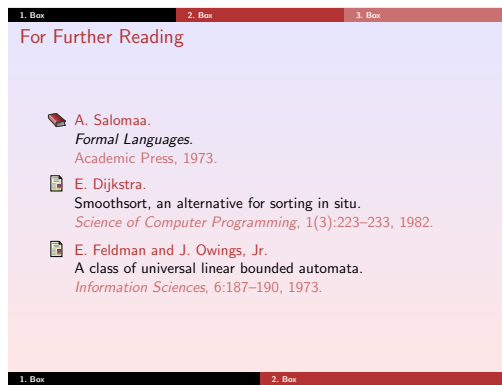 1. Box 2. Box 3. Box
For Further Reading
A. Salomaa.
Formal Languages.
Academic Press, 1973.
E. Dijkstra.
Smoothsort, an alternative for sorting in situ.
Science of Computer Programming, 1(3):223–233, 1982.
E. Feldman and J. Owings, Jr.
A class of universal linear bounded automata.
Information Sciences, 6:187–190, 1973.
1. Box 2. Box